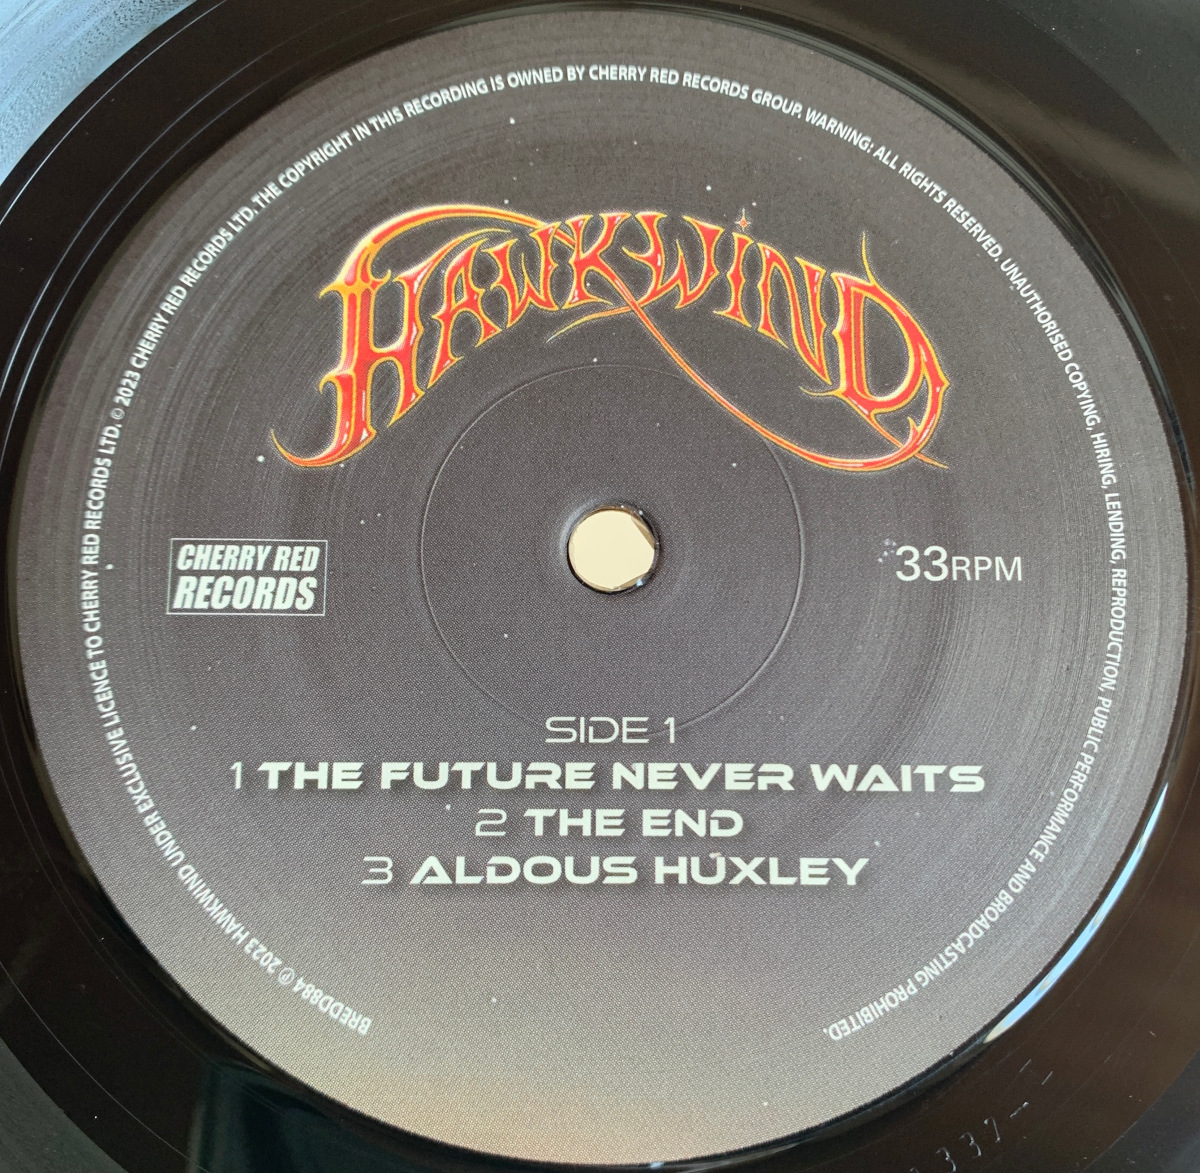 BREDD884 ℗ 2023 HAWKWIND UNDER EXCLUSIVE LICENCE TO CHERRY RED RECORDS LTD. © 2023 CHERRY RED RECORDS LTD. THE COPYRIGHT IN THIS RECORDING IS OWNED BY CHERRY RED RECORDS GROUP. WARNING: ALL RIGHTS RESERVED. UNAUTHORISED COPYING, HIRING, LENDING, REPRODUCTION, PUBLIC PERFORMANCE AND BROADCASTING PROHIBITED.
HAWKWIND
CHERRY RED
RECORDS
33RPM
SIDE 1
1 THE FUTURE NEVER WAITS
2 THE END
3 ALDOUS HUXLEY